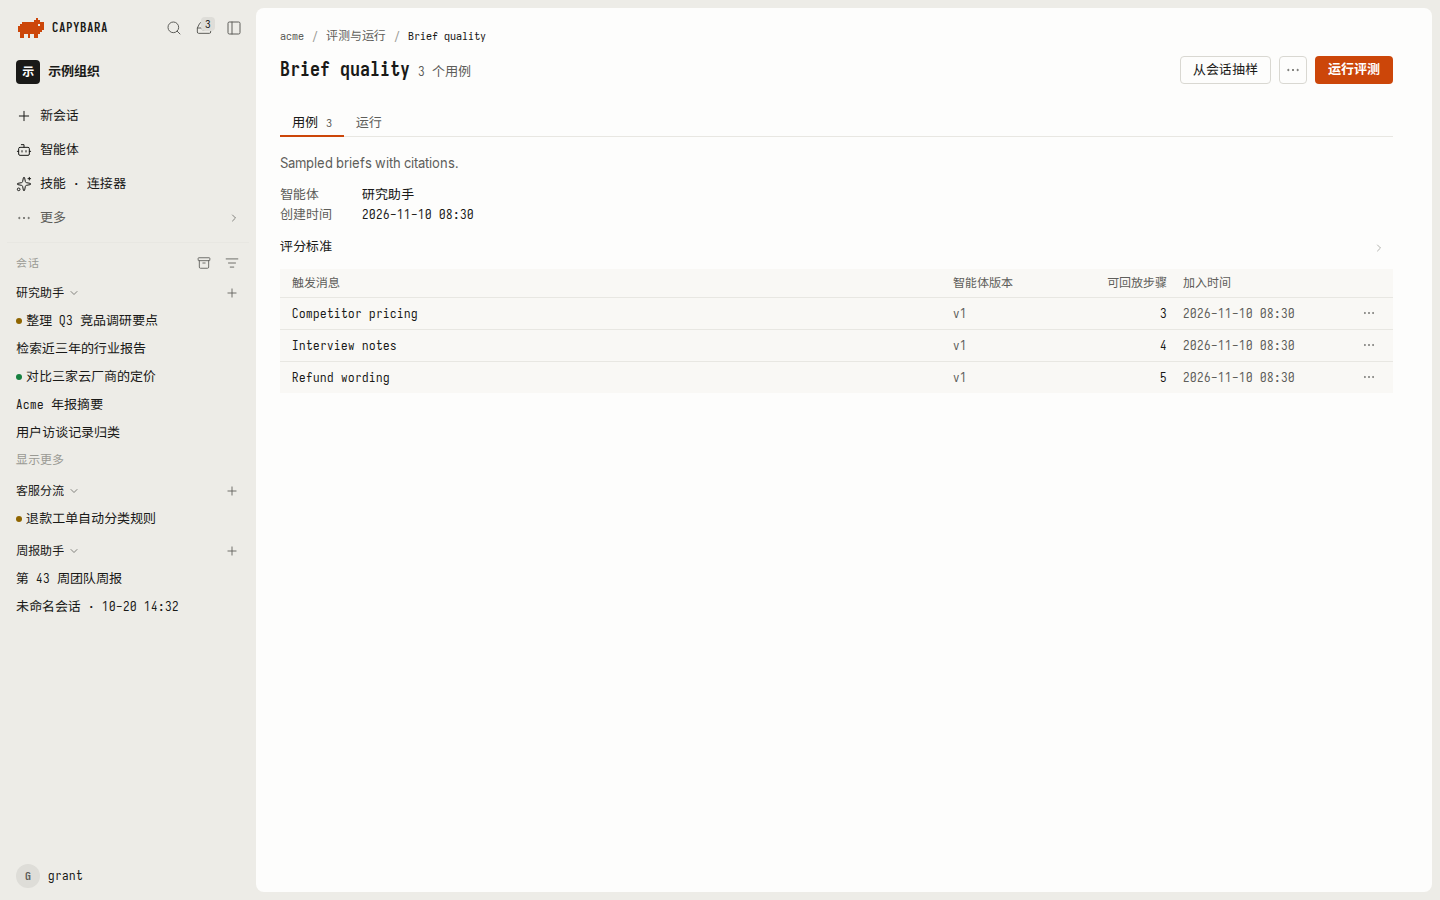 CAPYBARA
3
示 示例组织
新会话
智能体
技能 · 连接器
更多
会话
研究助手
整理 Q3 竞品调研要点
检索近三年的行业报告
对比三家云厂商的定价
Acme 年报摘要
用户访谈记录归类
显示更多
客服分流
退款工单自动分类规则
周报助手
第 43 周团队周报
未命名会话 · 10-20 14:32
G grant
acme / 评测与运行 / Brief quality
Brief quality 3 个用例
从会话抽样 ··· 运行评测
用例 3 运行
Sampled briefs with citations.
智能体 研究助手
创建时间 2026-11-10 08:30
评分标准
触发消息 智能体版本 可回放步骤 加入时间
Competitor pricing v1 3 2026-11-10 08:30 ···
Interview notes v1 4 2026-11-10 08:30 ···
Refund wording v1 5 2026-11-10 08:30 ···